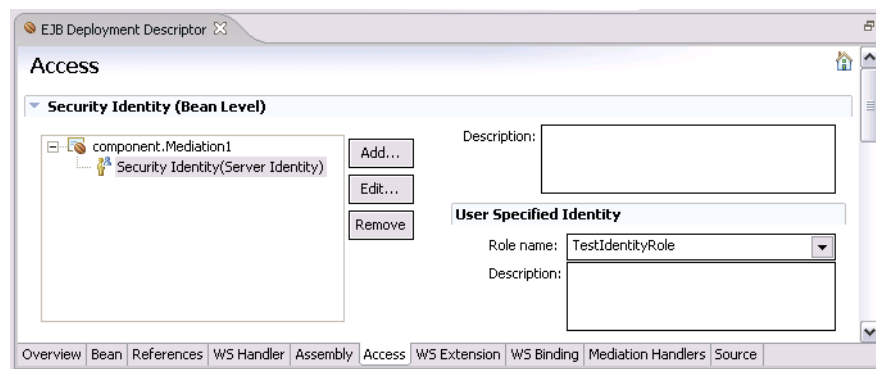 EJB Deployment Descriptor
Access
Security Identity (Bean Level)
component.Mediation1
Security Identity(Server Identity)
Add...
Edit...
Remove
Description:
User Specified Identity
Role name: TestIdentityRole
Description:
Overview Bean References WS Handler Assembly Access WS Extension WS Binding Mediation Handlers Source